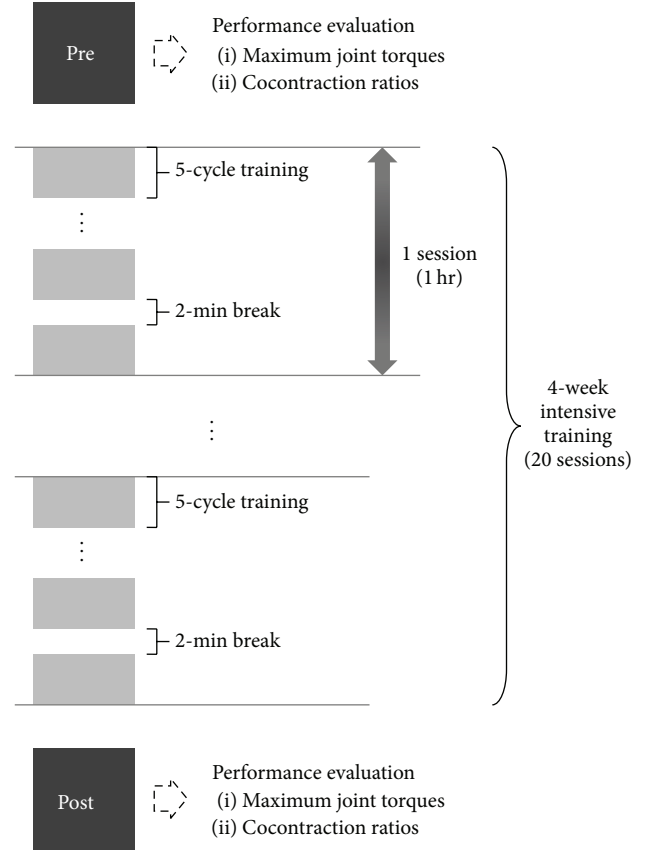 Pre
Performance evaluation
(i) Maximum joint torques
(ii) Cocontraction ratios
5-cycle training
⋮
2-min break
1 session
(1 hr)
⋮
4-week
intensive
training
(20 sessions)
5-cycle training
⋮
2-min break
Post
Performance evaluation
(i) Maximum joint torques
(ii) Cocontraction ratios